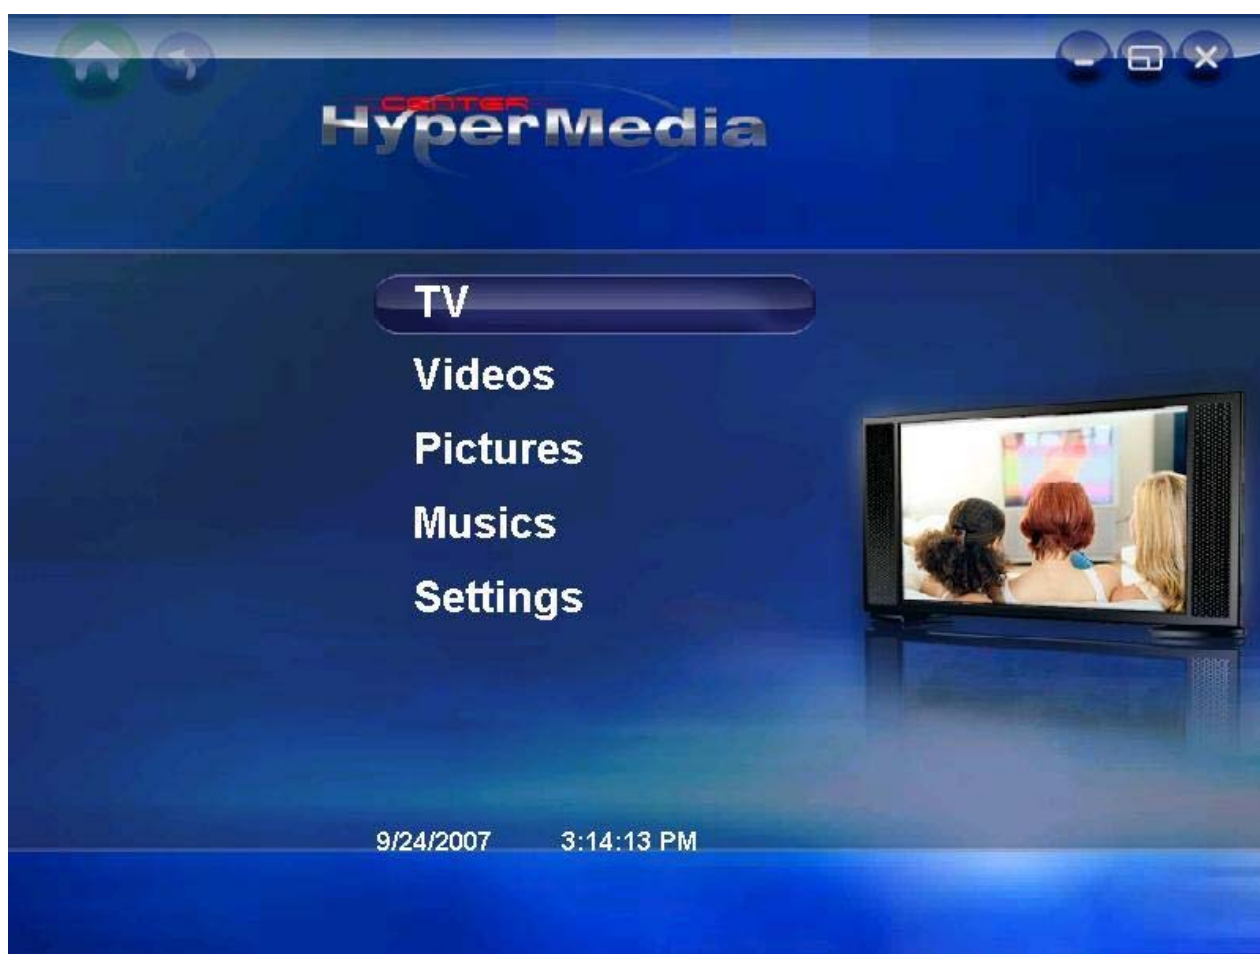 CENTER
HyperMedia
TV
Videos
Pictures
Musics
Settings
9/24/2007 3:14:13 PM